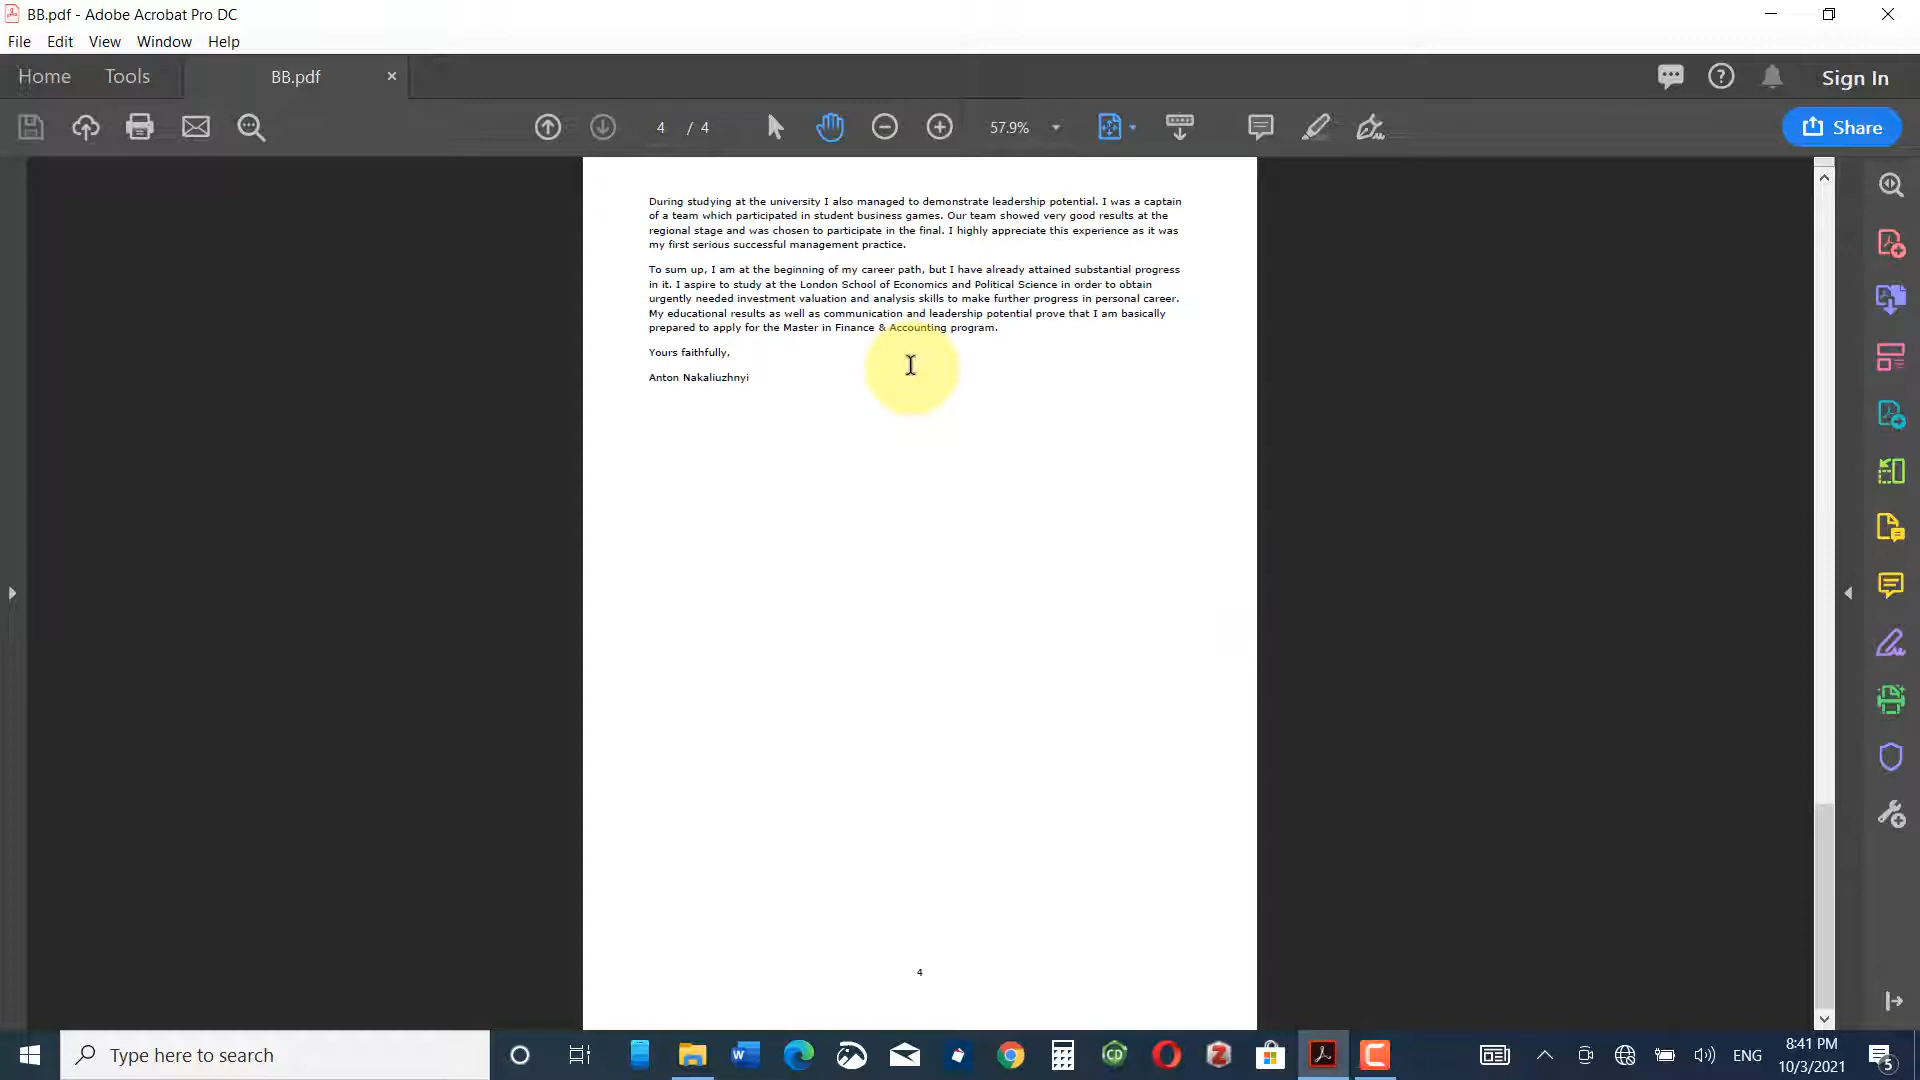 BB.pdf - Adobe Acrobat Pro DC
File Edit View Window Help
Home Tools BB.pdf × Sign In
4 / 4 57.9% Share
During studying at the university I also managed to demonstrate leadership potential. I was a captain
of a team which participated in student business games. Our team showed very good results at the
regional stage and was chosen to participate in the final. I highly appreciate this experience as it was
my first serious successful management practice.
To sum up, I am at the beginning of my career path, but I have already attained substantial progress
in it. I aspire to study at the London School of Economics and Political Science in order to obtain
urgently needed investment valuation and analysis skills to make further progress in personal career.
My educational results as well as communication and leadership potential prove that I am basically
prepared to apply for the Master in Finance & Accounting program.
Yours faithfully,
Anton Nakaliuzhnyi
4
Type here to search
ENG
8:41 PM
10/3/2021
5